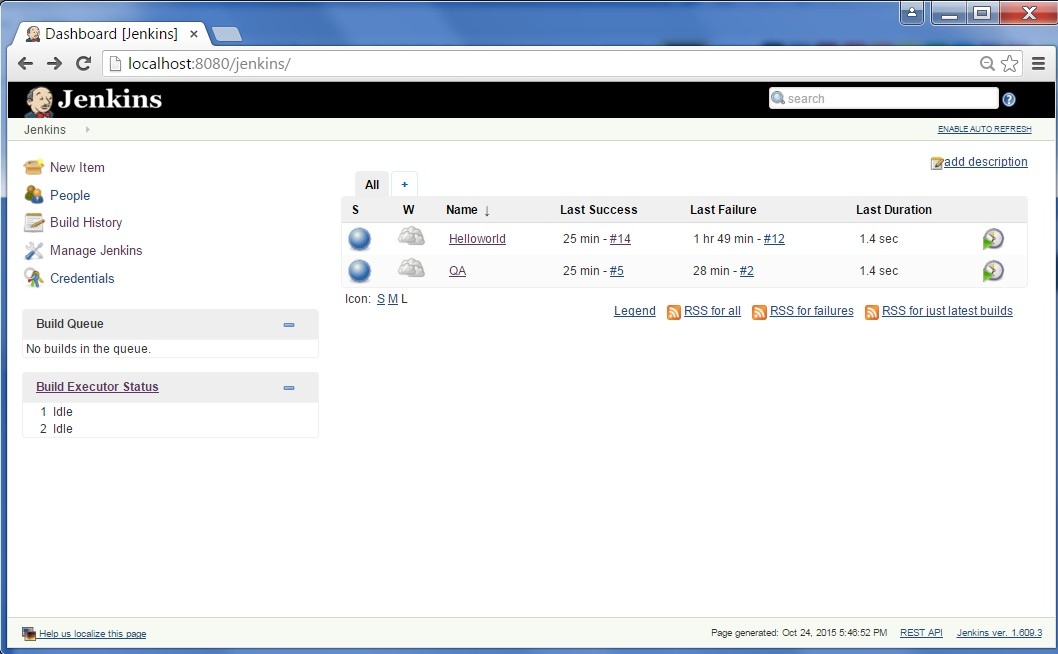 Dashboard [Jenkins]
localhost:8080/jenkins/
Jenkins
search
Jenkins
ENABLE AUTO REFRESH
New Item
People
Build History
Manage Jenkins
Credentials
Build Queue
No builds in the queue.
Build Executor Status
1 Idle
2 Idle
add description
All +
S W Name ↓ Last Success Last Failure Last Duration
Helloworld 25 min - #14 1 hr 49 min - #12 1.4 sec
QA 25 min - #5 28 min - #2 1.4 sec
Icon: S M L
Legend RSS for all RSS for failures RSS for just latest builds
Help us localize this page
Page generated: Oct 24, 2015 5:46:52 PM REST API Jenkins ver. 1.609.3